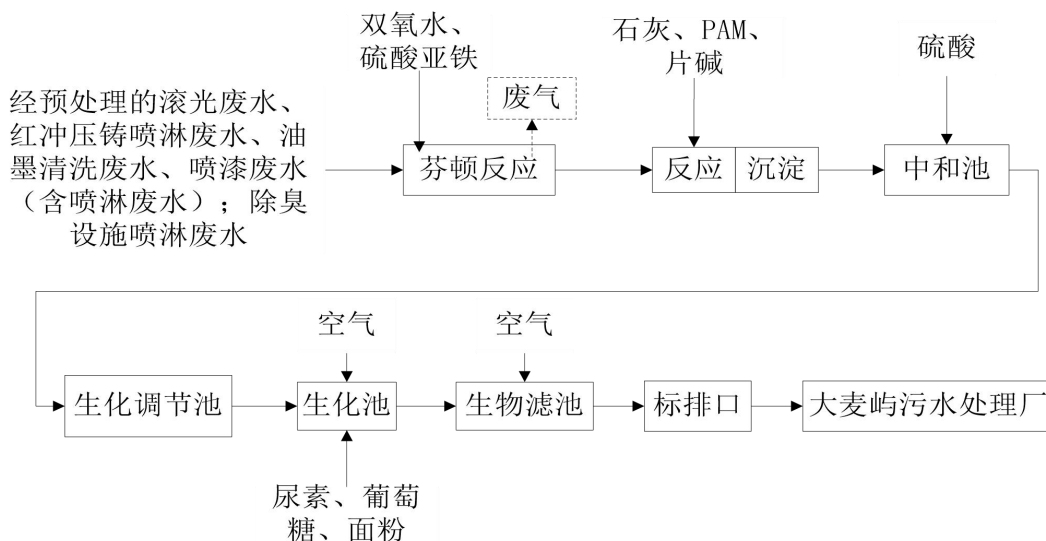 双氧水、
硫酸亚铁
石灰、PAM、
片碱
硫酸
废气
经预处理的滚光废水、
红冲压铸喷淋废水、油
墨清洗废水、喷漆废水
（含喷淋废水）；除臭
设施喷淋废水
芬顿反应
反应
沉淀
中和池
空气
空气
生化调节池
生化池
生物滤池
标排口
大麦屿污水处理厂
尿素、葡萄
糖、面粉